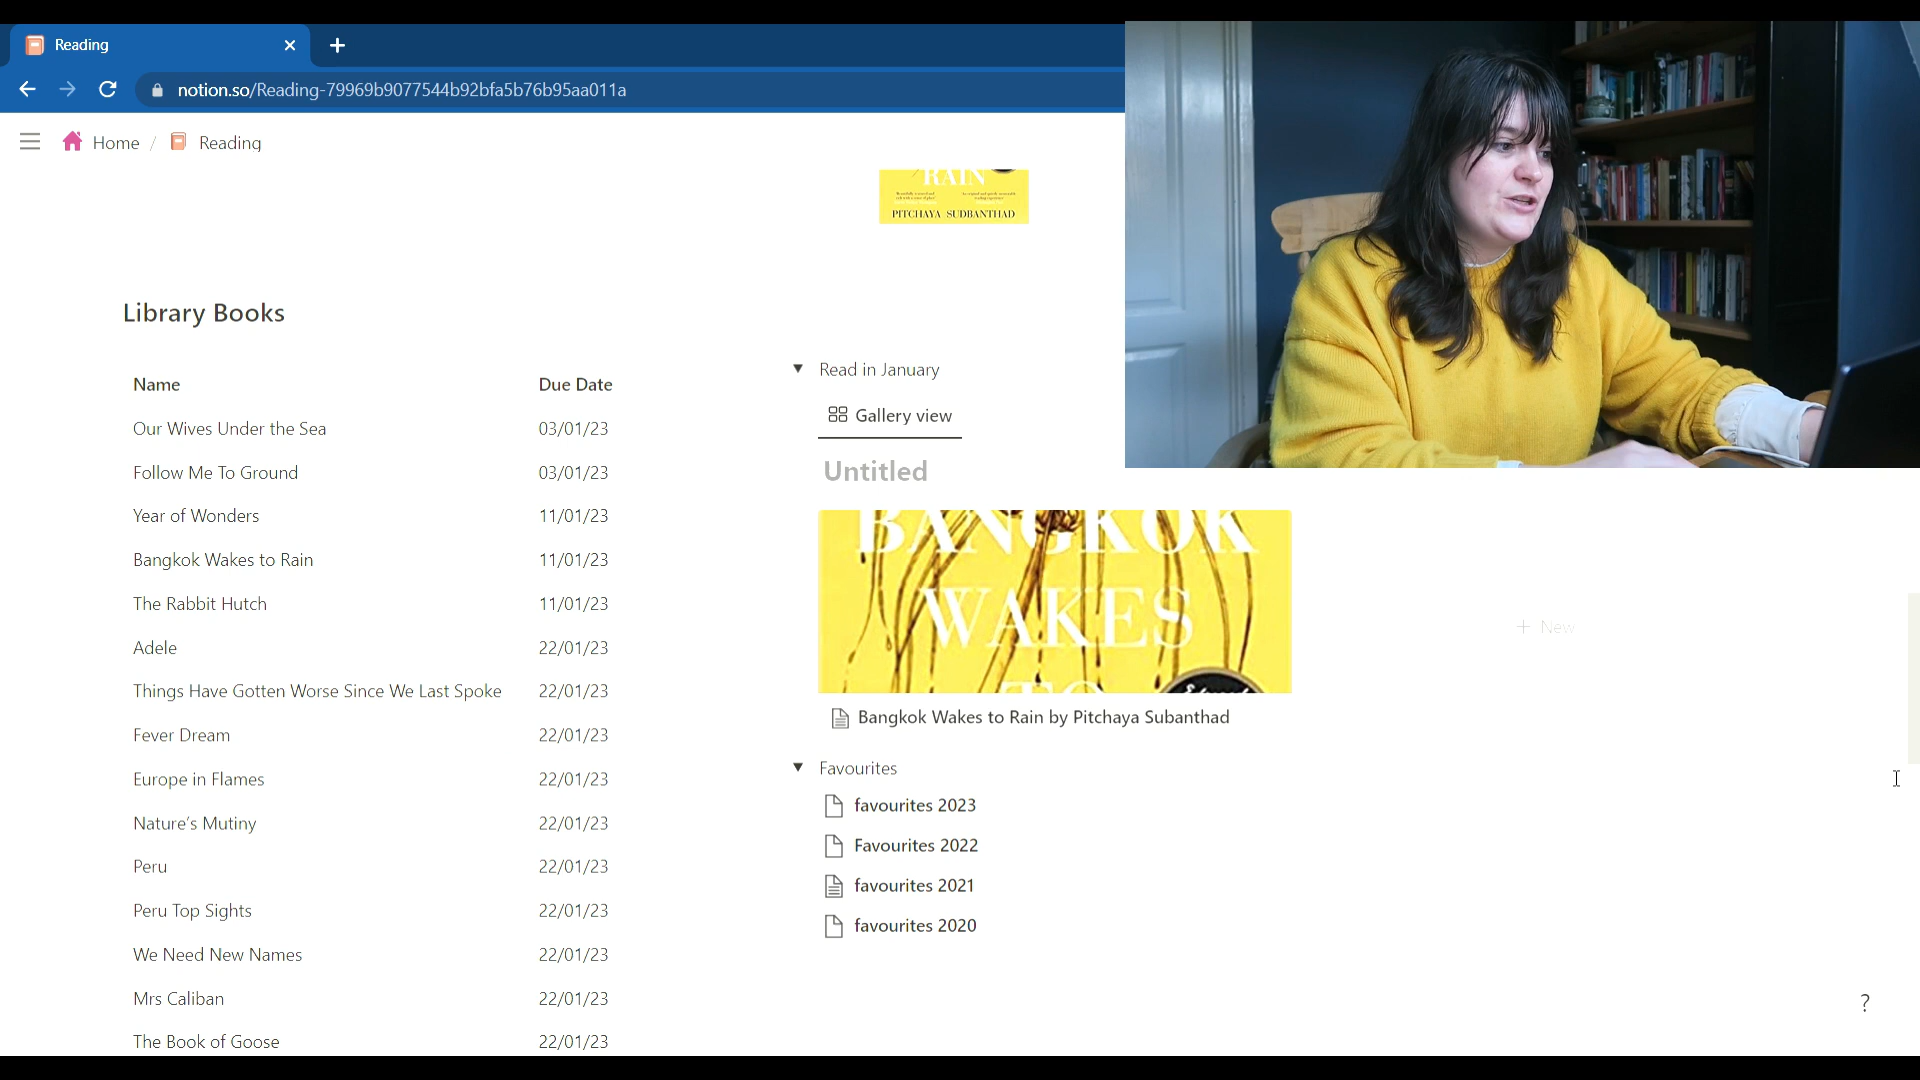 Reading
notion.so/Reading-79969b9077544b92bfa5b76b95aa011a
Home / Reading
RAIN
PITCHAYA SUDBANTHAD
Library Books
Name Due Date
Our Wives Under the Sea 03/01/23
Follow Me To Ground 03/01/23
Year of Wonders 11/01/23
Bangkok Wakes to Rain 11/01/23
The Rabbit Hutch 11/01/23
Adele 22/01/23
Things Have Gotten Worse Since We Last Spoke 22/01/23
Fever Dream 22/01/23
Europe in Flames 22/01/23
Nature's Mutiny 22/01/23
Peru 22/01/23
Peru Top Sights 22/01/23
We Need New Names 22/01/23
Mrs Caliban 22/01/23
The Book of Goose 22/01/23
Read in January
Gallery view
Untitled
BANGKOK
WAKES
TO
+ New
Bangkok Wakes to Rain by Pitchaya Subanthad
Favourites
favourites 2023
Favourites 2022
favourites 2021
favourites 2020
?